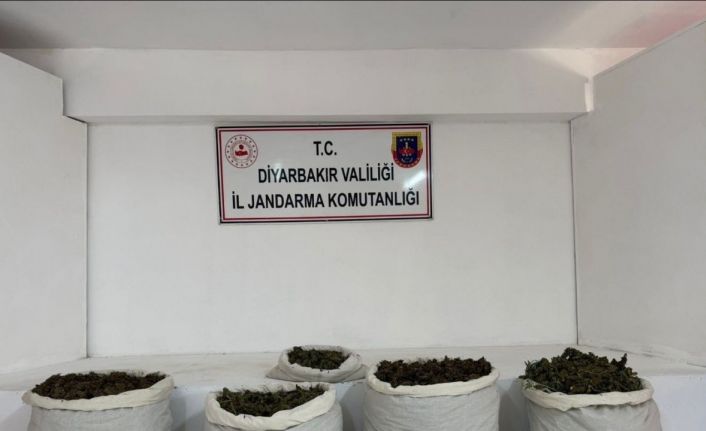 T.C.
DİYARBAKIR VALİLİĞİ
İL JANDARMA KOMUTANLIĞI